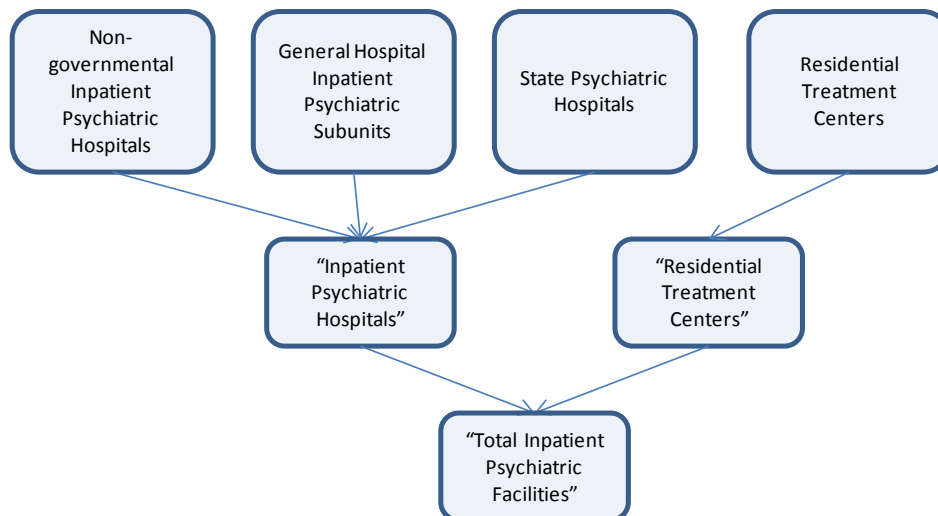 Non-
governmental
Inpatient
Psychiatric
Hospitals
General Hospital
Inpatient
Psychiatric
Subunits
State Psychiatric
Hospitals
Residential
Treatment
Centers
“Inpatient
Psychiatric
Hospitals”
“Residential
Treatment
Centers”
“Total Inpatient
Psychiatric
Facilities”